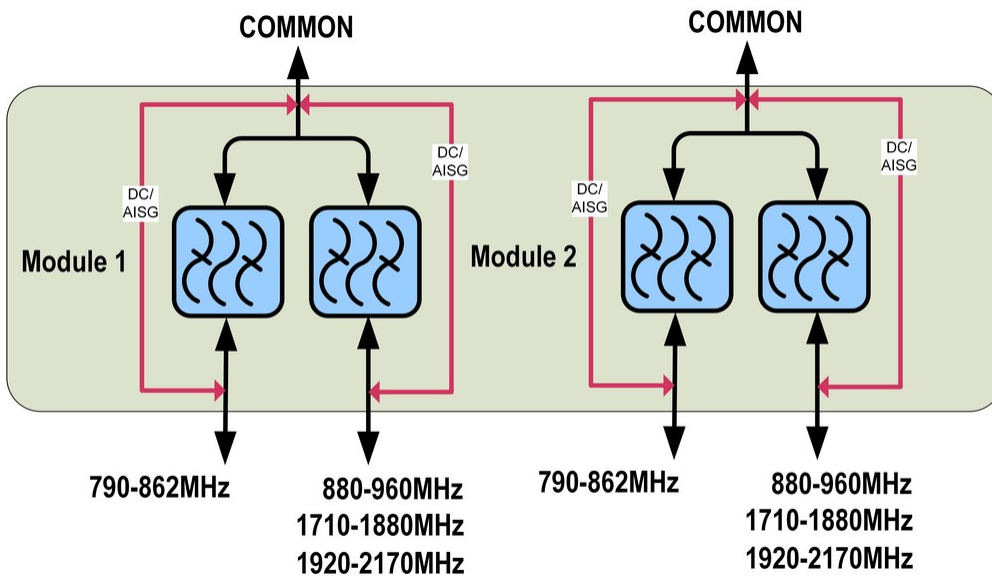 COMMON
DC/
AISG
DC/
AISG
Module 1
790-862MHz
880-960MHz
1710-1880MHz
1920-2170MHz
COMMON
DC/
AISG
DC/
AISG
Module 2
790-862MHz
880-960MHz
1710-1880MHz
1920-2170MHz